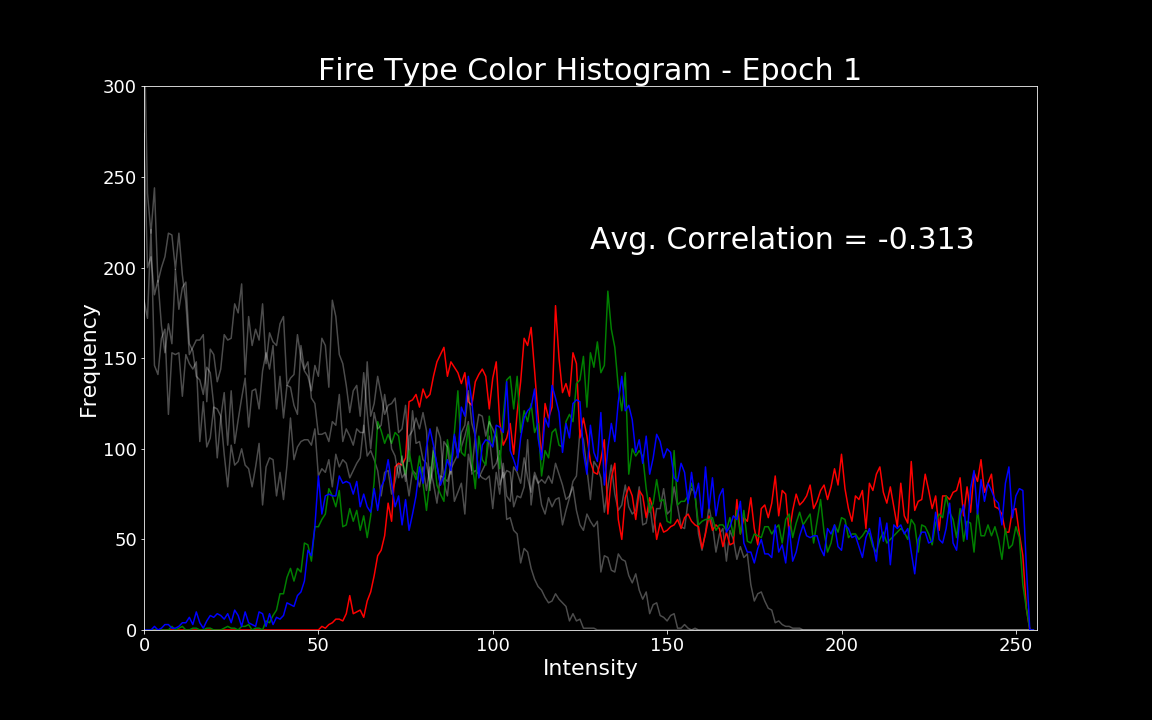 Fire Type Color Histogram - Epoch 1
300
250
200
150
100
50
0
Frequency
Avg. Correlation = -0.313
0 50 100 150 200 250
Intensity